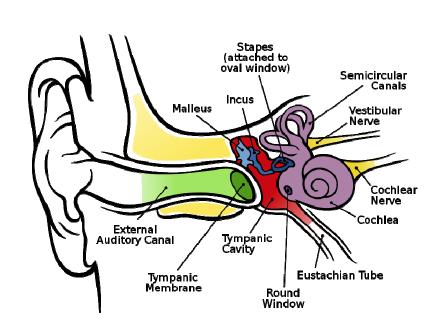 Stapes
(attached to
oval window)
Semicircular
Canals
Incus
Malleus
Vestibular
Nerve
Cochlear
Nerve
Cochlea
External
Auditory Canal
Tympanic
Cavity
Tympanic
Membrane
Eustachian Tube
Round
Window